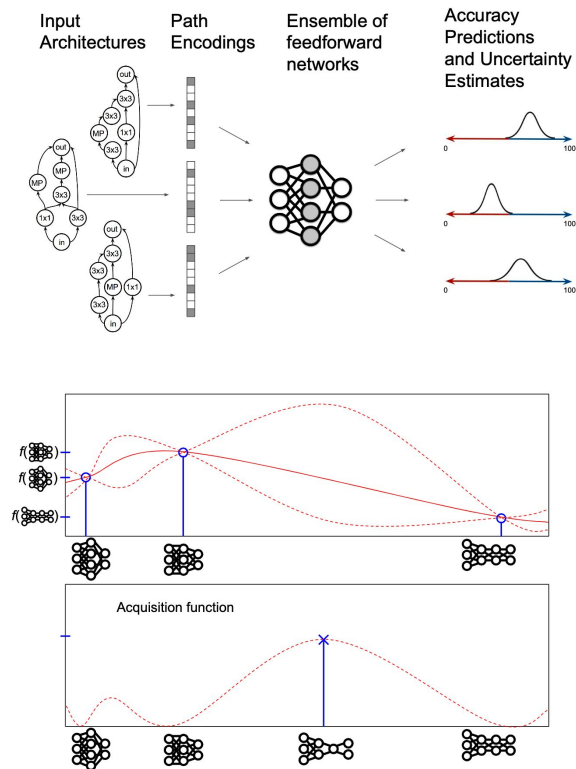 Input
Architectures
Path
Encodings
Ensemble of
feedforward
networks
Accuracy
Predictions
and Uncertainty
Estimates
out
3x3
3x3
MP
1x1
3x3
in
out
MP
MP
3x3
1x1
3x3
in
out
3x3
3x3
MP
1x1
3x3
in
0
100
0
100
0
100
f( )
f( )
f( )
Acquisition function